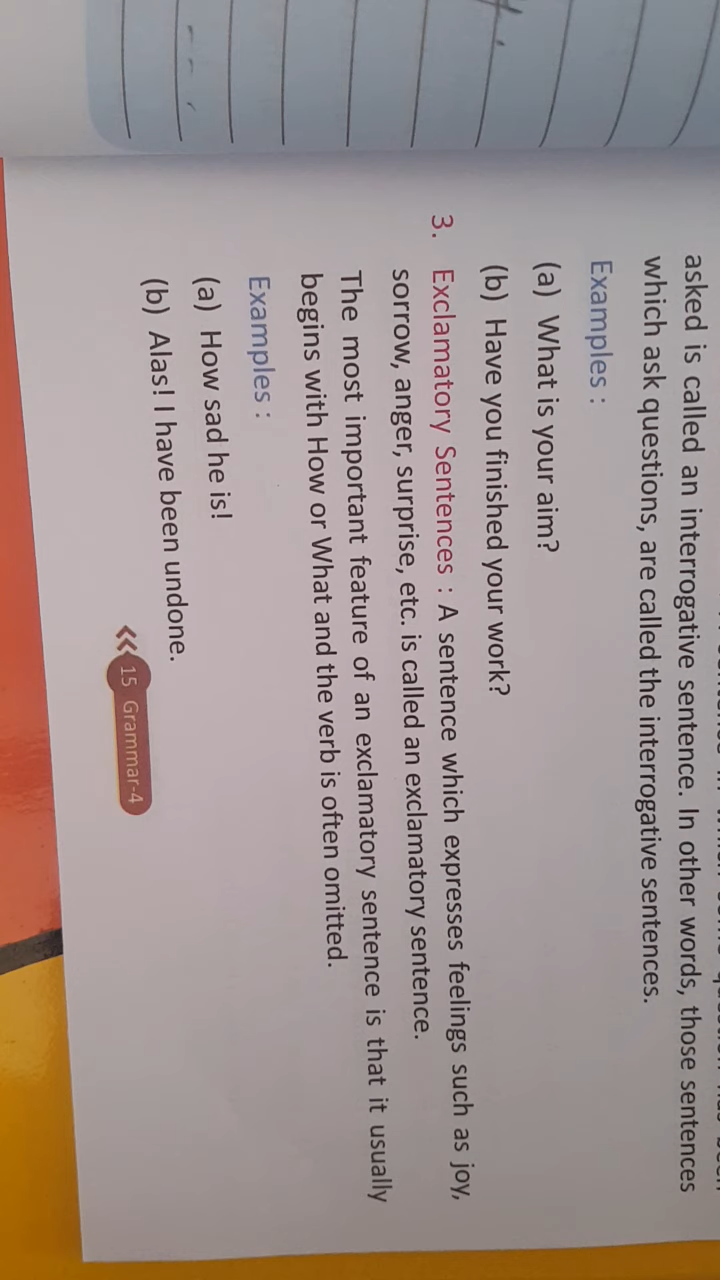 asked is called an interrogative sentence. In other words, those sentences
which ask questions, are called the interrogative sentences.
Examples :
(a) What is your aim?
(b) Have you finished your work?
3. Exclamatory Sentences : A sentence which expresses feelings such as joy,
sorrow, anger, surprise, etc. is called an exclamatory sentence.
The most important feature of an exclamatory sentence is that it usually
begins with How or What and the verb is often omitted.
Examples :
(a) How sad he is!
(b) Alas! I have been undone.
15 Grammar-4